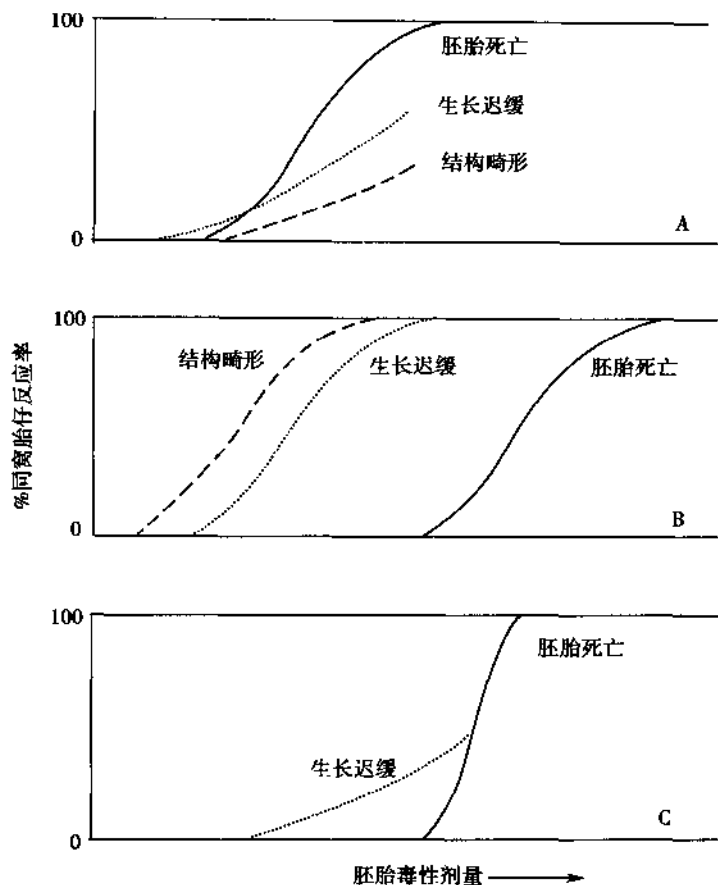 100
胚胎死亡
生长迟缓
结构畸形
0
A
100
结构畸形
生长迟缓
胚胎死亡
%同窝胎仔反应率
0
B
100
胚胎死亡
生长迟缓
0
C
胚胎毒性剂量